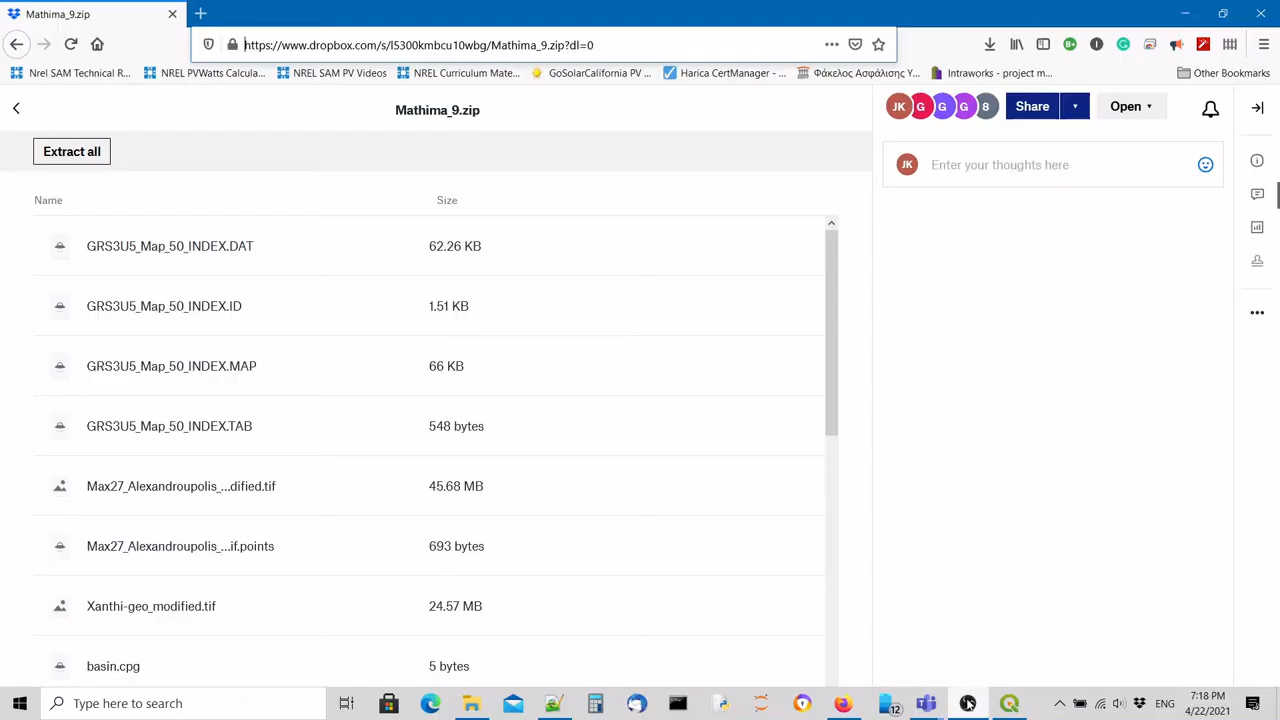 Mathima_9.zip
https://www.dropbox.com/s/l5300kmbcu10wbg/Mathima_9.zip?dl=0
Nrel SAM Technical R...
NREL PVWatts Calcula...
NREL SAM PV Videos
NREL Curriculum Mate...
GoSolarCalifornia PV ...
Harica CertManager - ...
Φάκελος Ασφάλισης Υ...
Intraworks - project m...
Other Bookmarks
Mathima_9.zip
JK G G G 8
Share
Open
Extract all
JK
Enter your thoughts here
Name Size
GRS3U5_Map_50_INDEX.DAT 62.26 KB
GRS3U5_Map_50_INDEX.ID 1.51 KB
GRS3U5_Map_50_INDEX.MAP 66 KB
GRS3U5_Map_50_INDEX.TAB 548 bytes
Max27_Alexandroupolis_...dified.tif 45.68 MB
Max27_Alexandroupolis_...if.points 693 bytes
Xanthi-geo_modified.tif 24.57 MB
basin.cpg 5 bytes
Type here to search
12
ENG
7:18 PM
4/22/2021